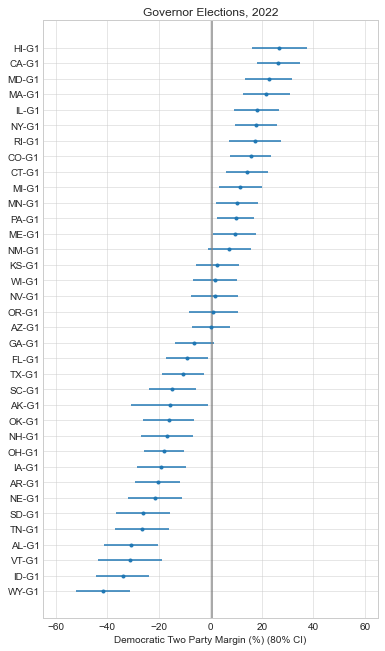 Governor Elections, 2022
HI-G1
CA-G1
MD-G1
MA-G1
IL-G1
NY-G1
RI-G1
CO-G1
CT-G1
MI-G1
MN-G1
PA-G1
ME-G1
NM-G1
KS-G1
WI-G1
NV-G1
OR-G1
AZ-G1
GA-G1
FL-G1
TX-G1
SC-G1
AK-G1
OK-G1
NH-G1
OH-G1
IA-G1
AR-G1
NE-G1
SD-G1
TN-G1
AL-G1
VT-G1
ID-G1
WY-G1
−60 −40 −20 0 20 40 60
Democratic Two Party Margin (%) (80% CI)